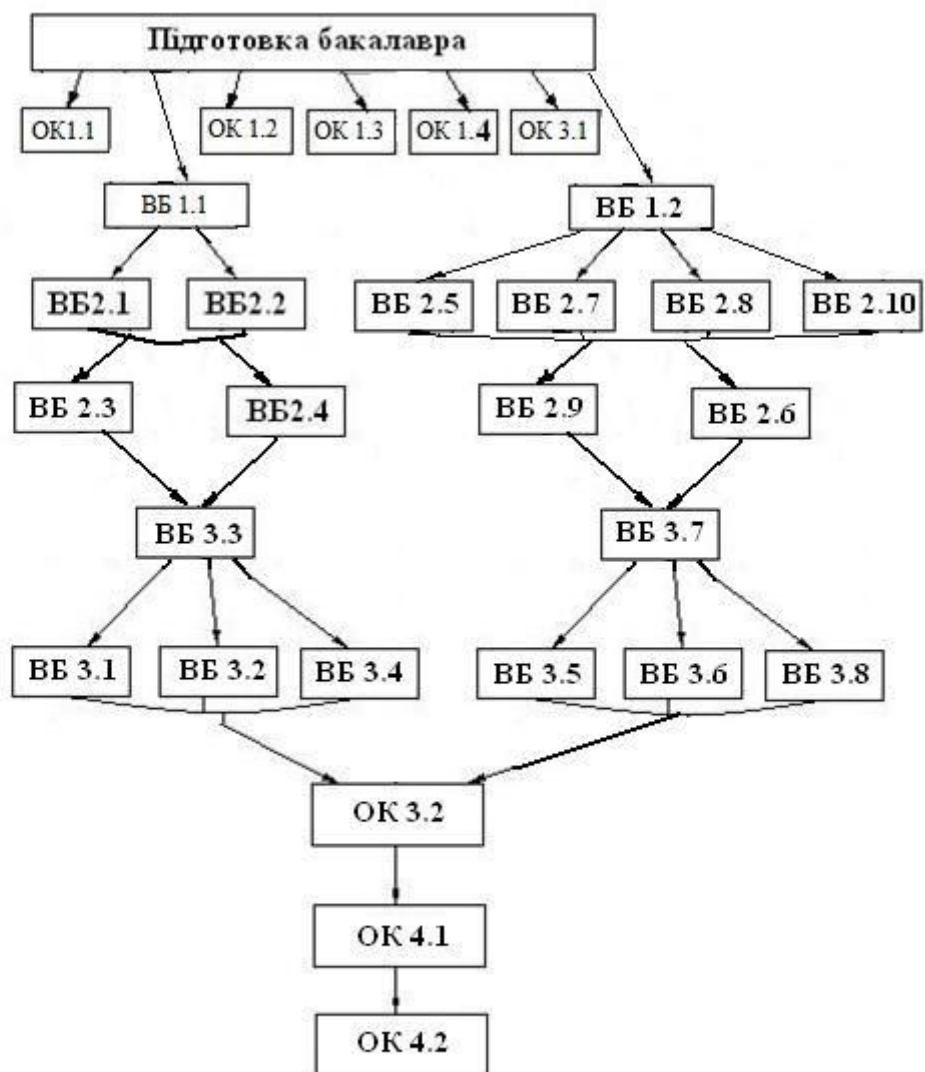 Підготовка бакалавра
ОК1.1
ОК 1.2
ОК 1.3
ОК 1.4
ОК 3.1
ВБ 1.1
ВБ 1.2
ВБ2.1
ВБ2.2
ВБ 2.5
ВБ 2.7
ВБ 2.8
ВБ 2.10
ВБ 2.3
ВБ2.4
ВБ 2.9
ВБ 2.6
ВБ 3.3
ВБ 3.7
ВБ 3.1
ВБ 3.2
ВБ 3.4
ВБ 3.5
ВБ 3.6
ВБ 3.8
ОК 3.2
ОК 4.1
ОК 4.2